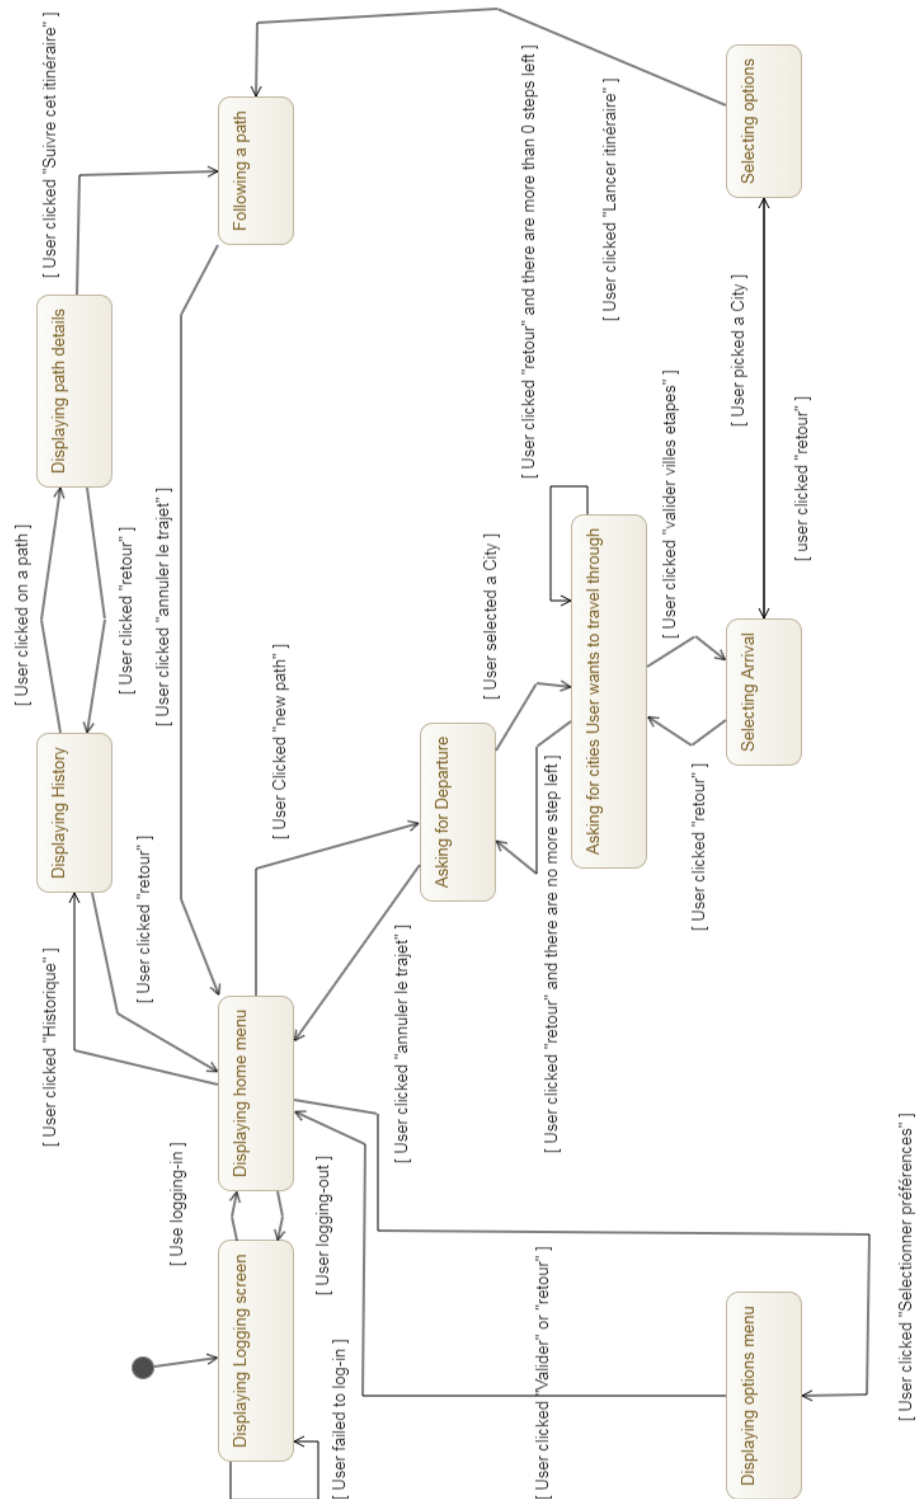 [ User clicked "Suivre cet itinéraire" ]
Displaying path details
Following a path
[ User clicked on a path ]
[ User clicked "retour" ]
[ User clicked "annuler le trajet" ]
Displaying History
[ User clicked "Historique" ]
[ User clicked "retour" ]
[ User Clicked "new path" ]
Displaying home menu
[ Use logging-in ]
[ User logging-out ]
Displaying Logging screen
[ User failed to log-in ]
Asking for Departure
[ User clicked "annuler le trajet" ]
[ User selected a City ]
[ User clicked "retour" and there are more than 0 steps left ]
Asking for cities User wants to travel through
[ User clicked "retour" and there are no more step left ]
[ User clicked "Lancer itinéraire" ]
[ User clicked "valider villes etapes" ]
[ User clicked "retour" ]
Selecting Arrival
[ User picked a City ]
[ user clicked "retour" ]
Selecting options
[ User clicked "Valider" or "retour" ]
Displaying options menu
[ User clicked "Selectionner préférences" ]